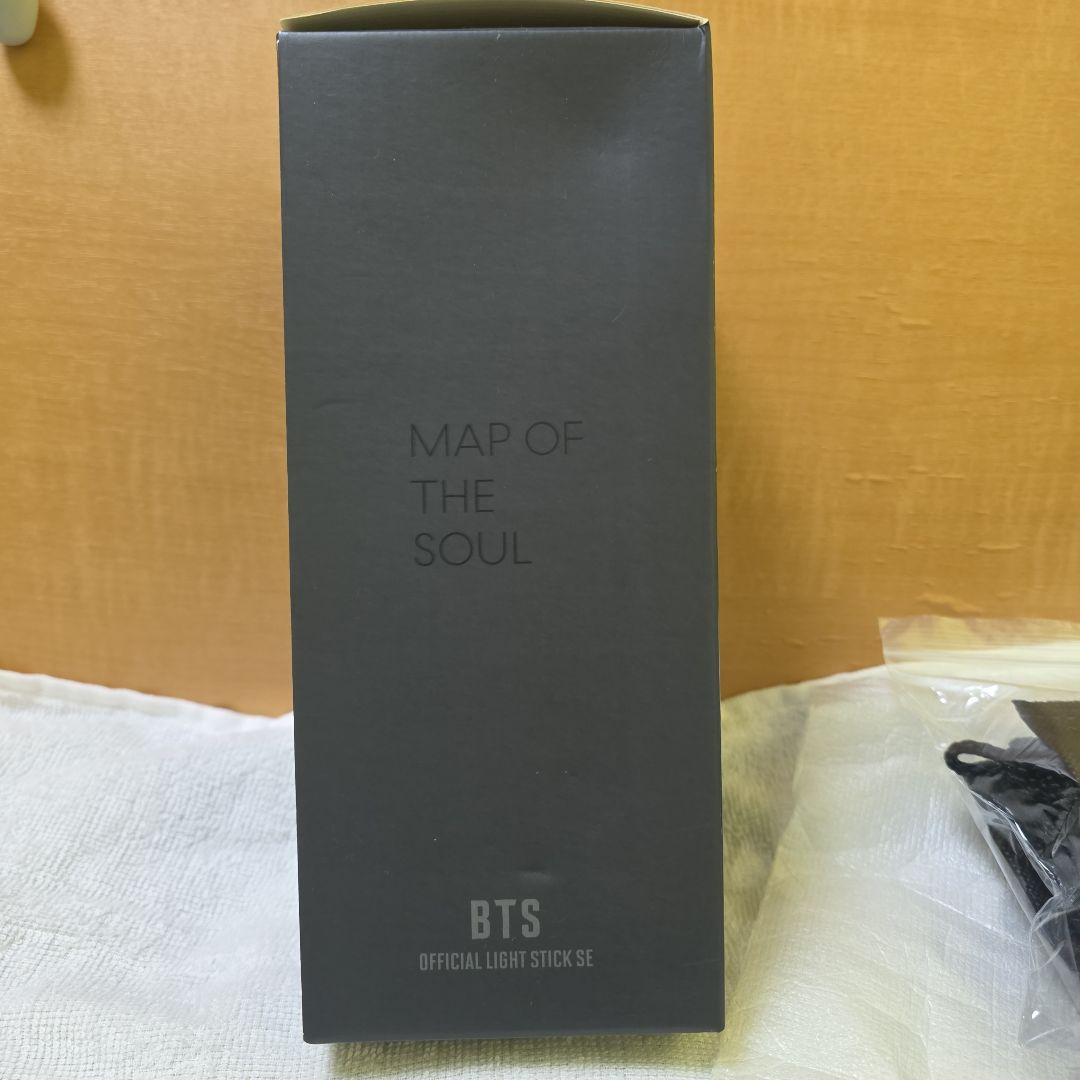 MAP OF
THE
SOUL
BTS
OFFICIAL LIGHT STICK SE